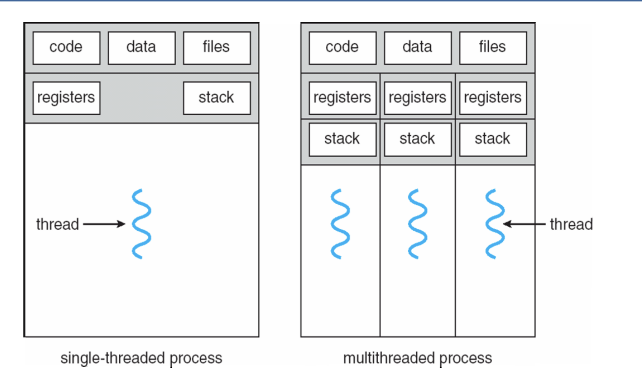 code data files code data files
registers stack registers registers registers
stack stack stack
thread thread
single-threaded process multithreaded process